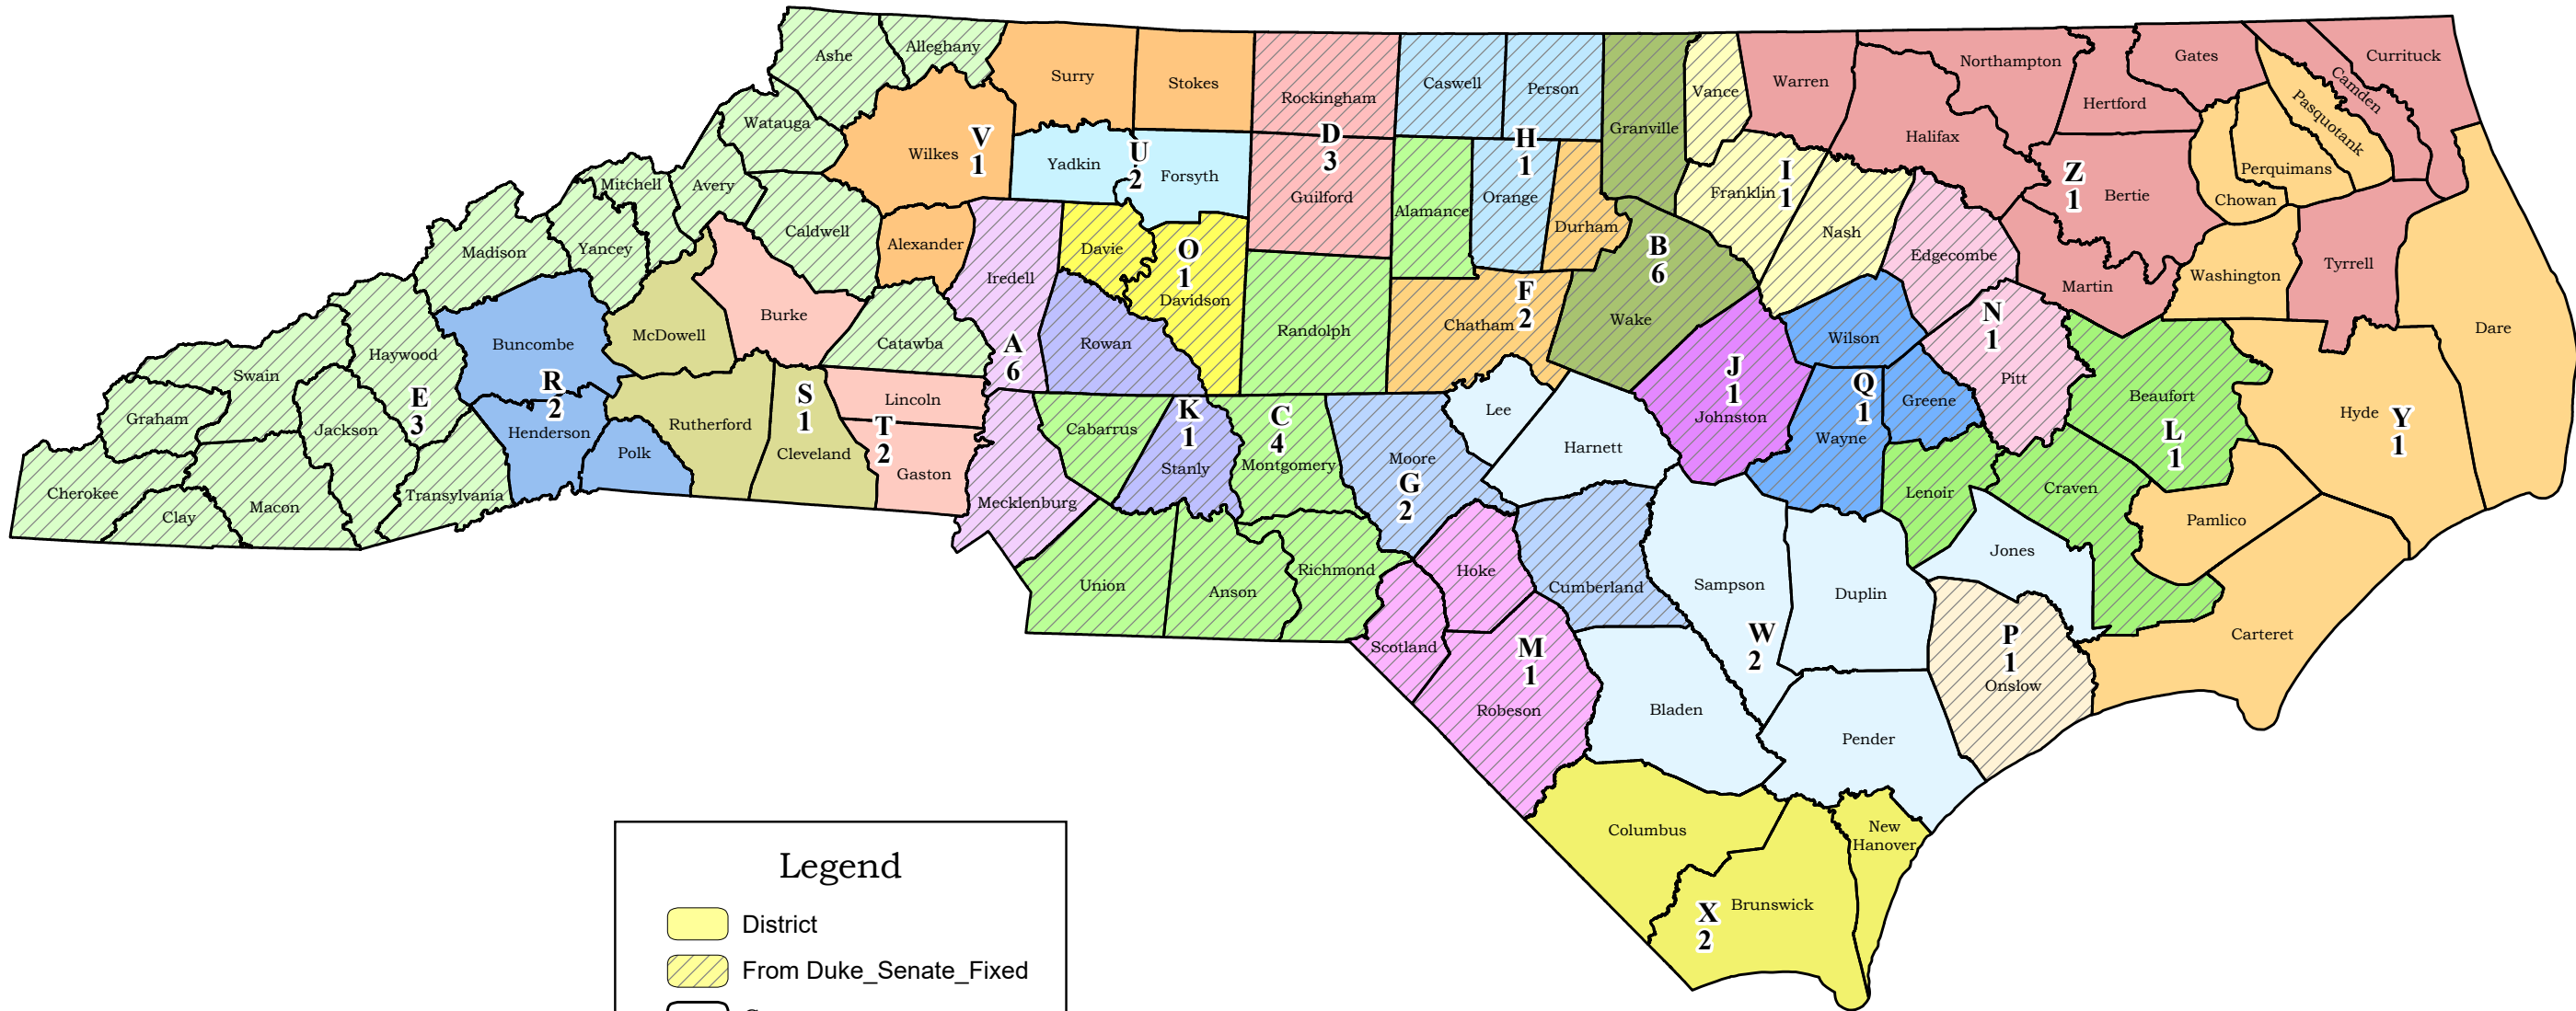 Ashe
Alleghany
Surry
Stokes
Rockingham
Caswell
Person
Granville
Vance
Warren
Northampton
Gates
Currituck
Camden
Hertford
Pasquotank
Halifax
Watauga
Wilkes
V
1
Yadkin
U
2
Forsyth
D
3
Guilford
H
1
Alamance
Orange
Durham
Franklin
I
1
Nash
Edgecombe
Z
1
Bertie
Perquimans
Chowan
Mitchell
Avery
Caldwell
Alexander
Iredell
Davie
O
1
Davidson
Randolph
B
6
Wake
Madison
Yancey
McDowell
Burke
Catawba
A
6
Rowan
Chatham
F
2
Wilson
N
1
Pitt
Martin
Washington
Tyrrell
Dare
Swain
Haywood
Buncombe
Graham
Jackson
E
3
R
2
Henderson
Polk
Rutherford
S
1
Cleveland
Lincoln
T
2
Gaston
Cabarrus
K
1
Stanly
C
4
Montgomery
Moore
G
2
Lee
Harnett
J
1
Johnston
Q
1
Wayne
Greene
Beaufort
L
1
Hyde
Y
1
Cherokee
Clay
Macon
Transylvania
Mecklenburg
Lenoir
Craven
Pamlico
Union
Anson
Richmond
Hoke
Cumberland
Sampson
Duplin
Jones
Scotland
M
1
Robeson
W
2
P
1
Onslow
Carteret
Bladen
Pender
Columbus
New
Hanover
X
2
Brunswick
Legend
District
From Duke_Senate_Fixed